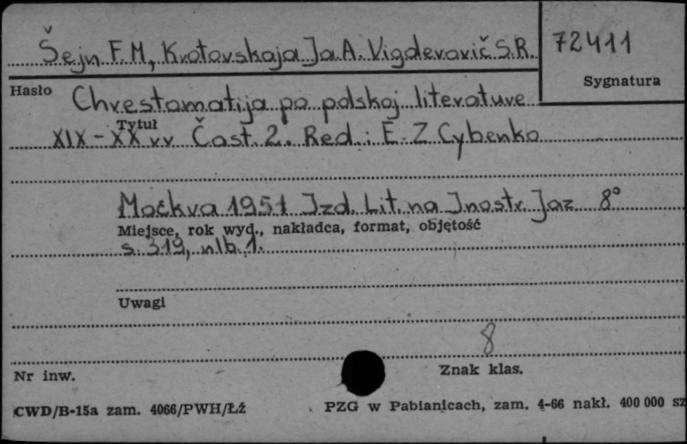 Šejn F. M., Krotovskaja Ja A. Vigdorovič S. R.
72411
Sygnatura
Hasło
Chrestomatija po polskoj literature
Tytuł
XIX-XX vv Čast. 2. Red.: E. Z Cybenko
Mockva 1951 Izd. Lit. na Inostr. Jaz 8°
Miejsce, rok wyd., nakładca, format, objętość
s. 319, nlb. 1.
Uwagi
8
Nr inw.
Znak klas.
CWD/B-15a zam. 4066/PWH/Łź
PZG w Pabianicach, zam. 4-66 nakł. 400 000 sz